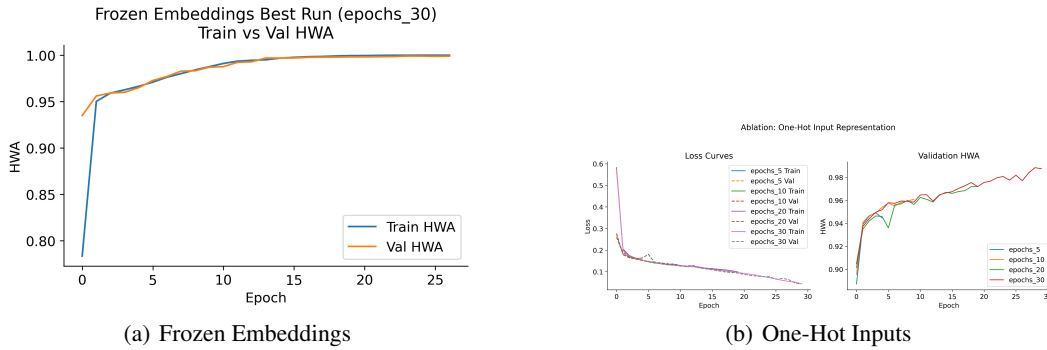 Frozen Embeddings Best Run (epochs_30)
Train vs Val HWA
1.00
0.95
0.90
0.85
0.80
HWA
0 5 10 15 20 25
Epoch
Train HWA
Val HWA
(a) Frozen Embeddings
Ablation: One-Hot Input Representation
Loss Curves
0.6
0.5
0.4
0.3
0.2
0.1
Loss
0 5 10 15 20 25 30
Epoch
epochs_5 Train
epochs_5 Val
epochs_10 Train
epochs_10 Val
epochs_20 Train
epochs_20 Val
epochs_30 Train
epochs_30 Val
Validation HWA
0.98
0.96
0.94
0.92
0.90
HWA
0 5 10 15 20 25 30
Epoch
epochs_5
epochs_10
epochs_20
epochs_30
(b) One-Hot Inputs